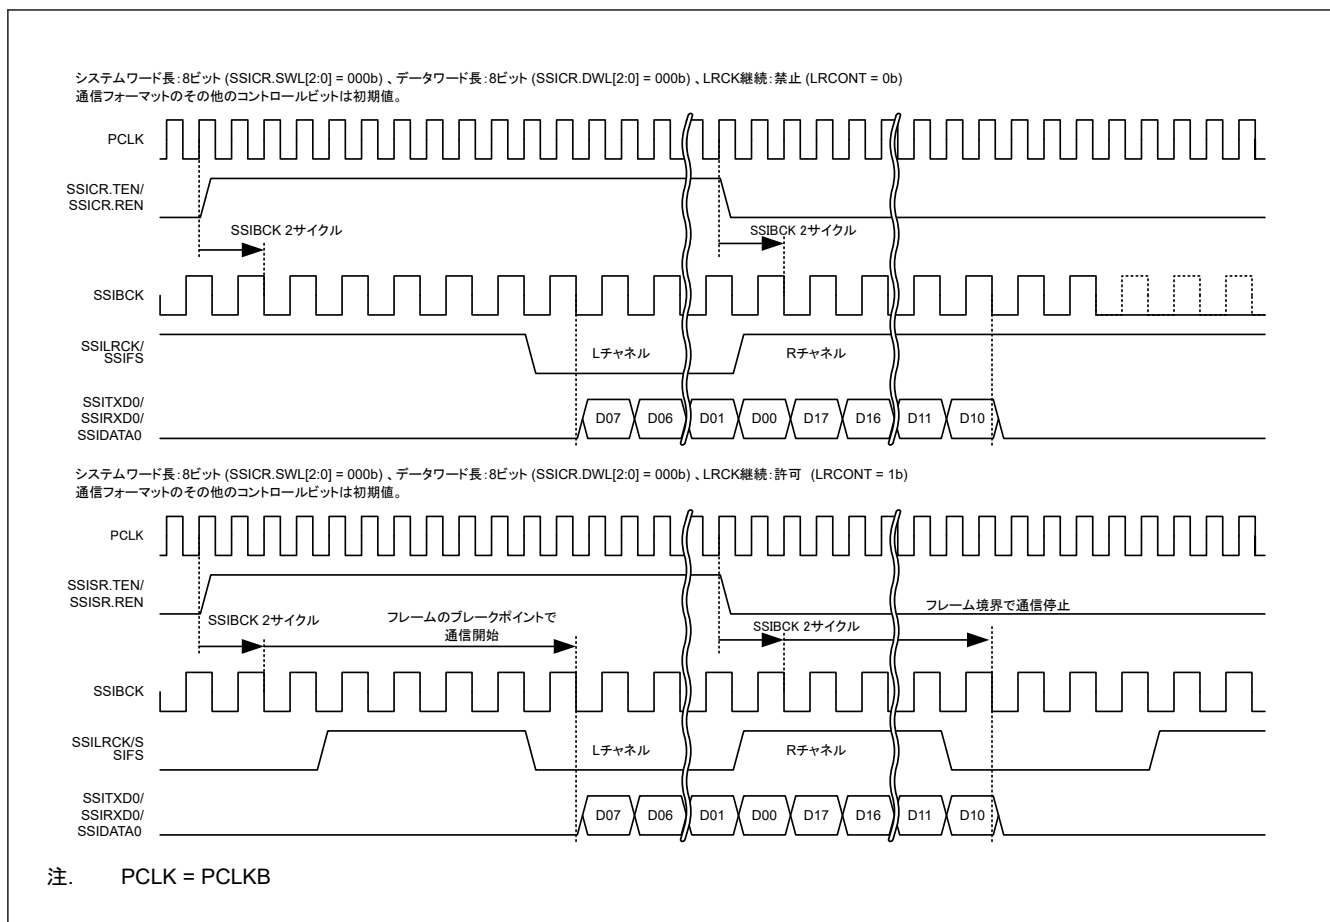 システムワード長：8ビット (SSICR.SWL[2:0] = 000b) 、データワード長：8ビット (SSICR.DWL[2:0] = 000b) 、LRCK継続：禁止 (LRCONT = 0b)
通信フォーマットのその他のコントロールビットは初期値。
PCLK
SSICR.TEN/
SSICR.REN
SSIBCK 2サイクル
SSIBCK 2サイクル
SSIBCK
SSILRCK/
SSIFS
Lチャネル
Rチャネル
SSITXD0/
SSIRXD0/
SSIDATA0
D07 D06 D01 D00 D17 D16 D11 D10
システムワード長：8ビット (SSICR.SWL[2:0] = 000b) 、データワード長：8ビット (SSICR.DWL[2:0] = 000b) 、LRCK継続：許可 (LRCONT = 1b)
通信フォーマットのその他のコントロールビットは初期値。
PCLK
SSISR.TEN/
SSISR.REN
SSIBCK 2サイクル
フレームのブレークポイントで
通信開始
SSIBCK 2サイクル
フレーム境界で通信停止
SSIBCK
SSILRCK/S
SIFS
Lチャネル
Rチャネル
SSITXD0/
SSIRXD0/
SSIDATA0
D07 D06 D01 D00 D17 D16 D11 D10
注. PCLK = PCLKB